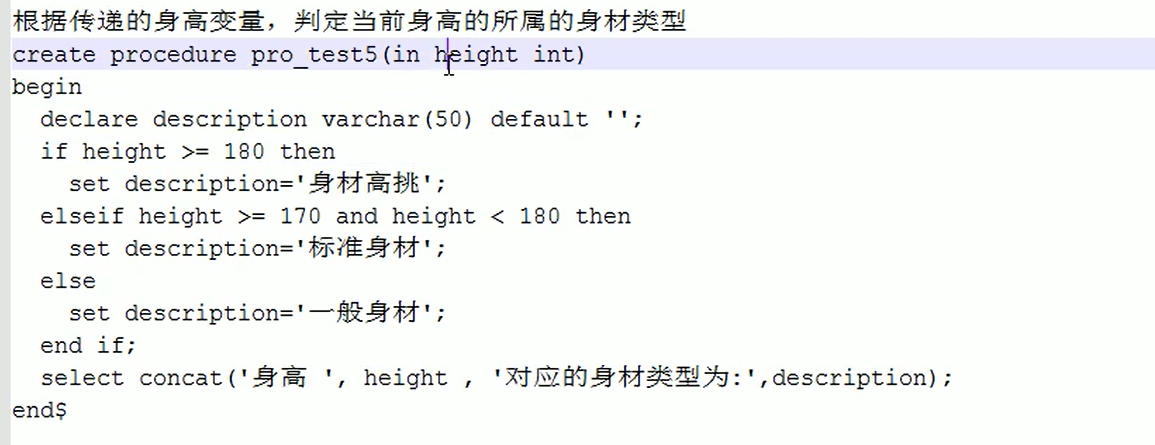 根据传递的身高变量，判定当前身高的所属的身材类型
create procedure pro_test5(in height int)
begin
  declare description varchar(50) default '';
  if height >= 180 then
    set description='身材高挑';
  elseif height >= 170 and height < 180 then
    set description='标准身材';
  else
    set description='一般身材';
  end if;
  select concat('身高 ', height , '对应的身材类型为:',description);
end$